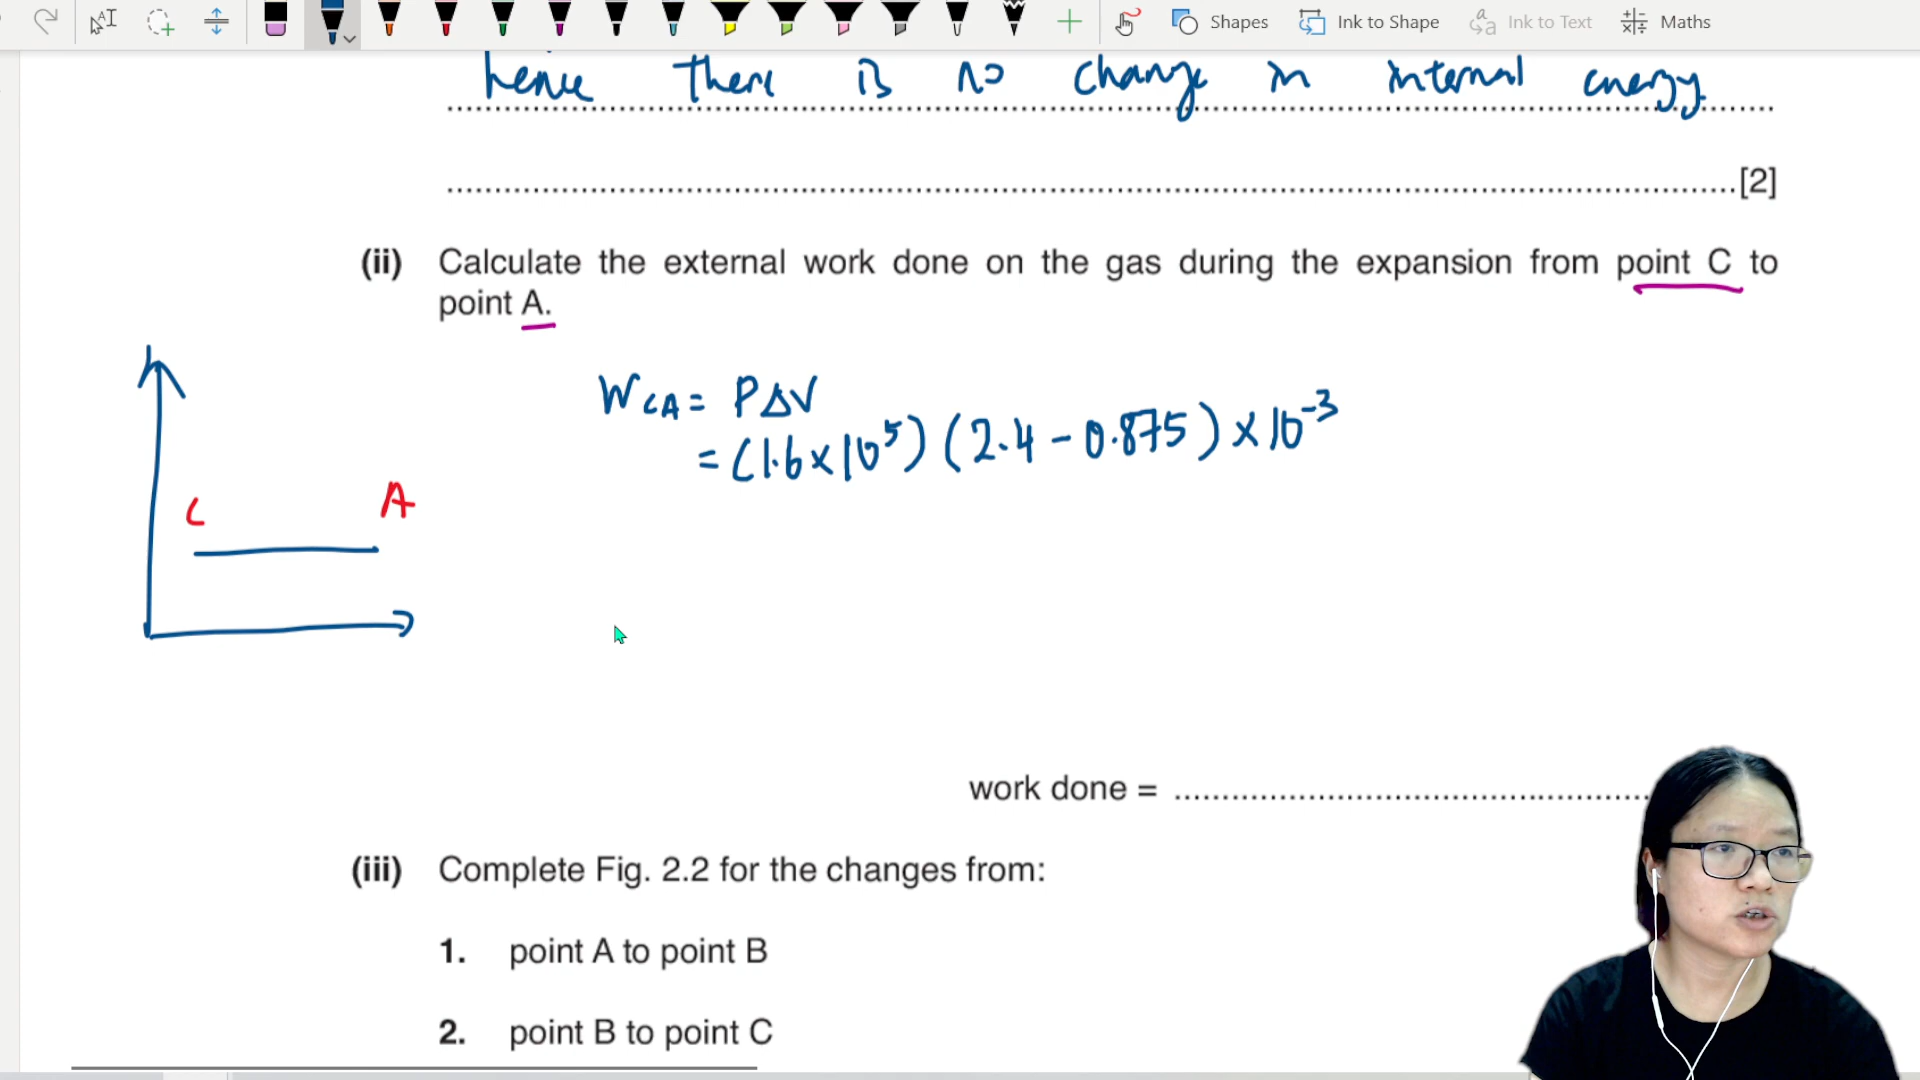 Shapes Ink to Shape Ink to Text Maths
hence there is no change in internal energy
[2]
(ii) Calculate the external work done on the gas during the expansion from point C to
point A.
W CA = PΔV
= (1.6×10⁵) (2.4 - 0.875) × 10⁻³
C A
work done =
(iii) Complete Fig. 2.2 for the changes from:
1. point A to point B
2. point B to point C